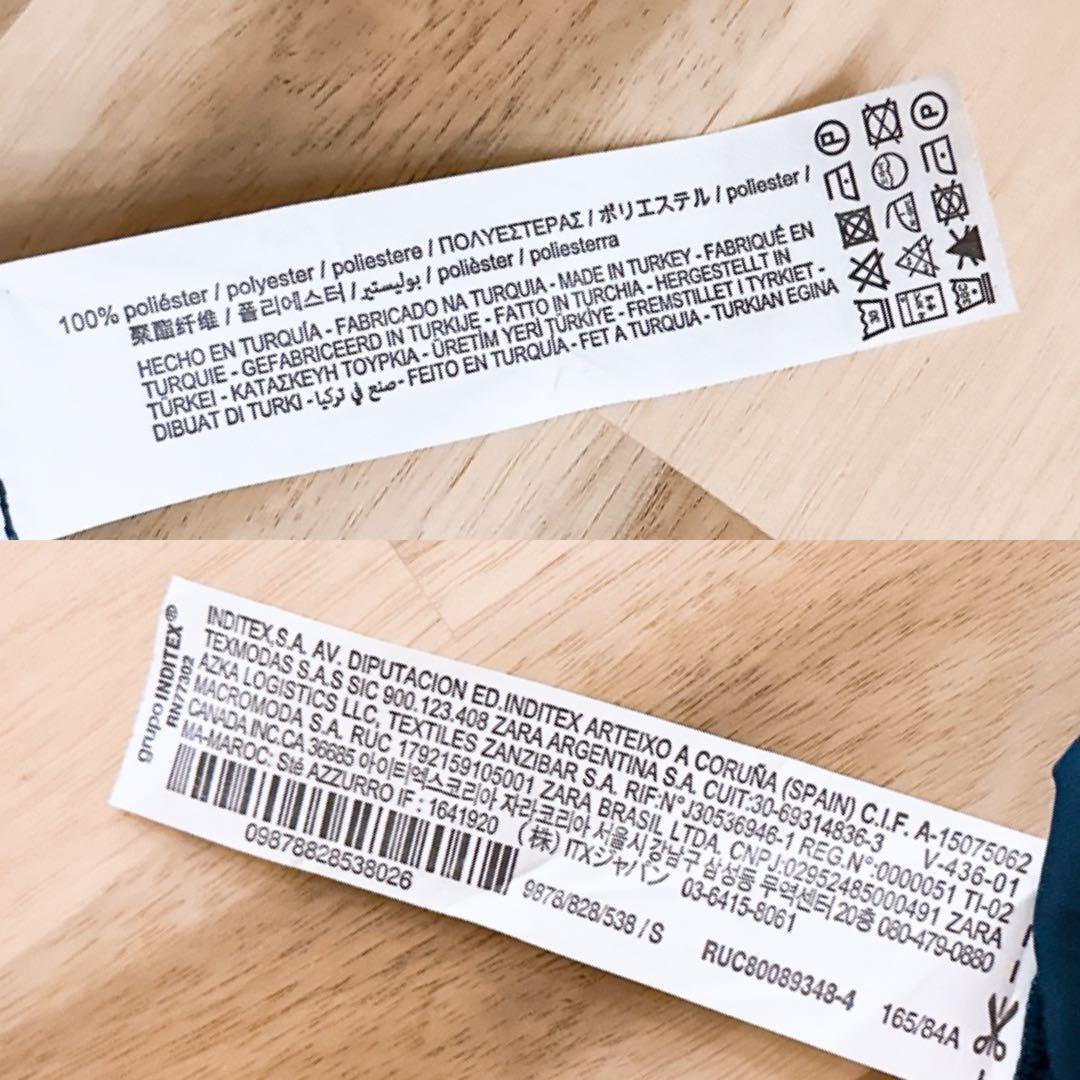 100% poliéster / polyester / poliestere / ΠΟΛΥΕΣΤΕΡΑΣ / ポリエステル / poliester /
聚酯纤维 / 폴리에스터 / بوليستير / polièster / poliesterra
HECHO EN TURQUÍA - FABRICADO NA TURQUIA - MADE IN TURKEY - FABRIQUÉ EN
TURQUIE - GEFABRICEERD IN TURKIJE - FATTO IN TURCHIA - HERGESTELLT IN
TÜRKEI - ΚΑΤΑΣΚΕΥΗ ΤΟΥΡΚΙΑ - ÜRETİM YERİ TÜRKİYE - FREMSTILLET I TYRKIET -
DIBUAT DI TURKI - صنع في تركيا - FEITO EN TURQUÍA - FET A TURQUIA - TURKIAN EGINA
P
P
grupo INDITEX®
RN77302
INDITEX,S.A. AV. DIPUTACION ED.INDITEX ARTEIXO A CORUÑA (SPAIN) C.I.F. A-15075062
TEXMODAS S.A.S SIC 900.123.408 ZARA ARGENTINA S.A. CUIT:30-69314836-3 V-436-01
AZKA LOGISTICS LLC, TEXTILES ZANZIBAR S.A. RIF:N°J30536946-1 REG.N°:0000051 TI-02
MACROMODA S.A. RUC 1792159105001 ZARA BRASIL LTDA. CNPJ:02952485000491 ZARA
CANADA INC.CA 36685 아이티엑스코리아 자라코리아 서울시 강남구 삼성동 무역센터 20층 080-479-0880
MA-MAROC: Sté AZZURRO IF : 1641920 (株) ITXジャパン 03-6415-8061
09878828538026
9878/828/538 / S
RUC80089348-4
165/84A